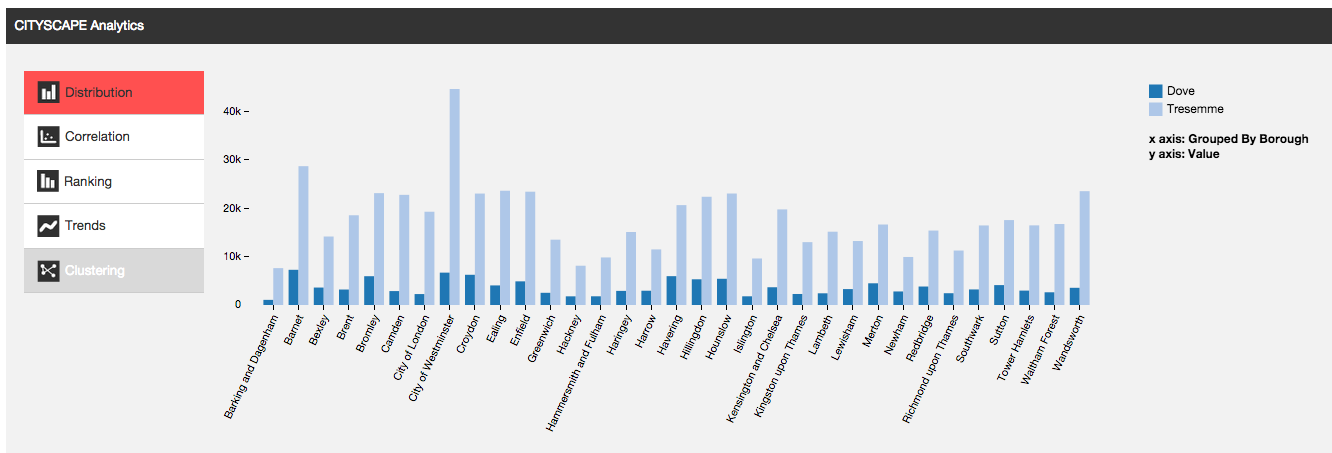 CITYSCAPE Analytics
Distribution
Correlation
Ranking
Trends
Clustering
40k
30k
20k
10k
0
Barking and Dagenham
Barnet
Bexley
Brent
Bromley
Camden
City of London
City of Westminster
Croydon
Ealing
Enfield
Greenwich
Hackney
Hammersmith and Fulham
Haringey
Harrow
Havering
Hillingdon
Hounslow
Islington
Kensington and Chelsea
Kingston upon Thames
Lambeth
Lewisham
Merton
Newham
Redbridge
Richmond upon Thames
Southwark
Sutton
Tower Hamlets
Waltham Forest
Wandsworth
Dove
Tresemme
x axis: Grouped By Borough
y axis: Value